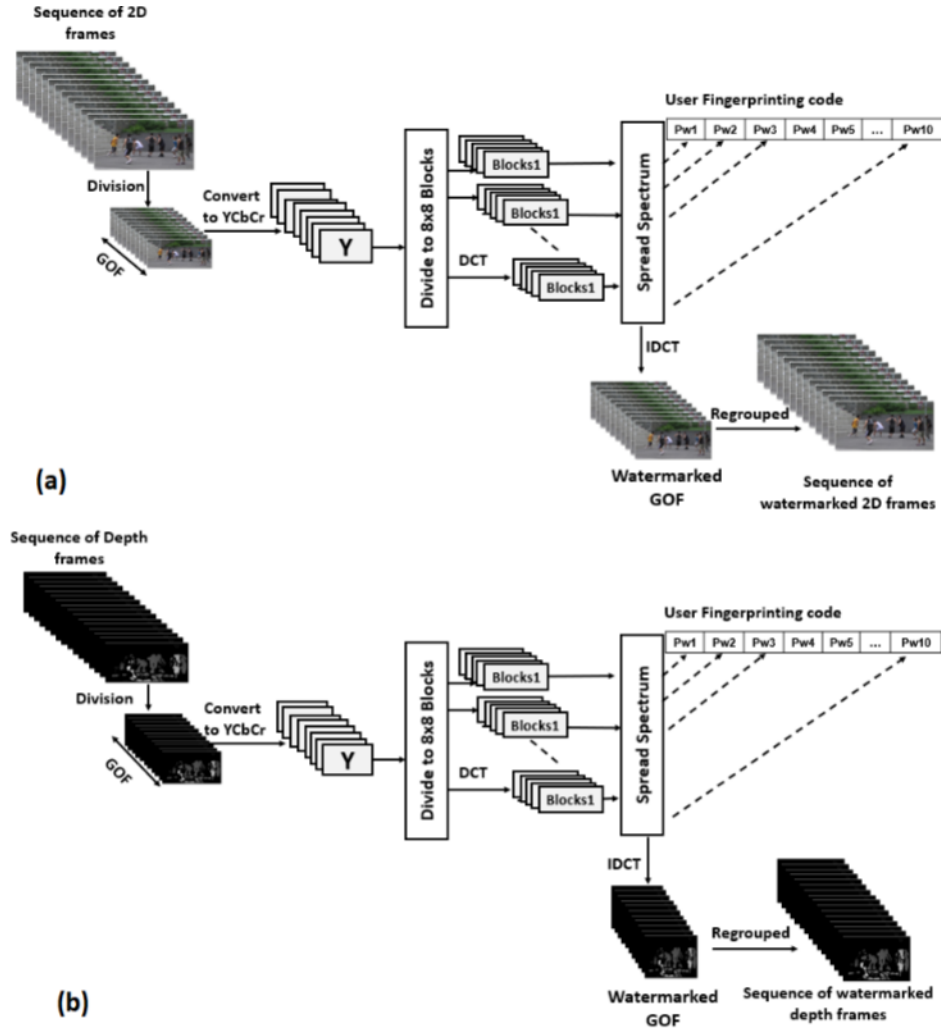 Sequence of 2D
frames
User Fingerprinting code
Pw1 Pw2 Pw3 Pw4 Pw5 ... Pw10
Division
Convert
to YCbCr
GOF
Y
Divide to 8x8 Blocks
DCT
Blocks1
Blocks1
Blocks1
Spread Spectrum
IDCT
Regrouped
Watermarked
GOF
Sequence of
watermarked 2D frames
(a)
Sequence of Depth
frames
User Fingerprinting code
Pw1 Pw2 Pw3 Pw4 Pw5 ... Pw10
Division
Convert
to YCbCr
GOF
Y
Divide to 8x8 Blocks
DCT
Blocks1
Blocks1
Blocks1
Spread Spectrum
IDCT
Regrouped
Watermarked
GOF
Sequence of watermarked
depth frames
(b)